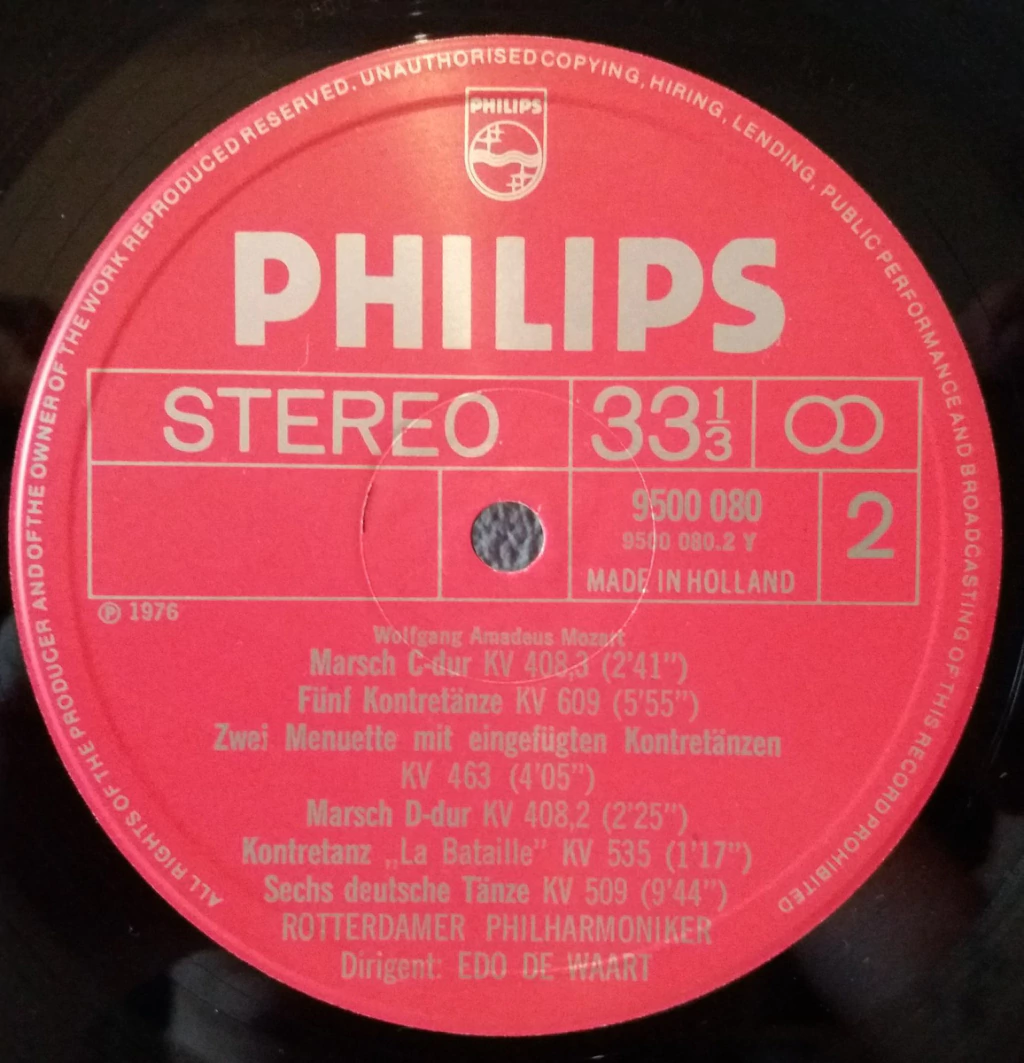 ALL RIGHTS OF THE PRODUCER AND OF THE OWNER OF THE WORK REPRODUCED RESERVED. UNAUTHORISED COPYING, HIRING, LENDING, PUBLIC PERFORMANCE AND BROADCASTING OF THIS RECORD PROHIBITED
PHILIPS
PHILIPS
STEREO 33 1/3
9500 080
9500 080.2 Y
MADE IN HOLLAND
2
℗ 1976
Wolfgang Amadeus Mozart
Marsch C-dur KV 408,3 (2'41")
Fünf Kontretänze KV 609 (5'55")
Zwei Menuette mit eingefügten Kontretänzen
KV 463 (4'05")
Marsch D-dur KV 408,2 (2'25")
Kontretanz „La Bataille" KV 535 (1'17")
Sechs deutsche Tänze KV 509 (9'44")
ROTTERDAMER PHILHARMONIKER
Dirigent: EDO DE WAART